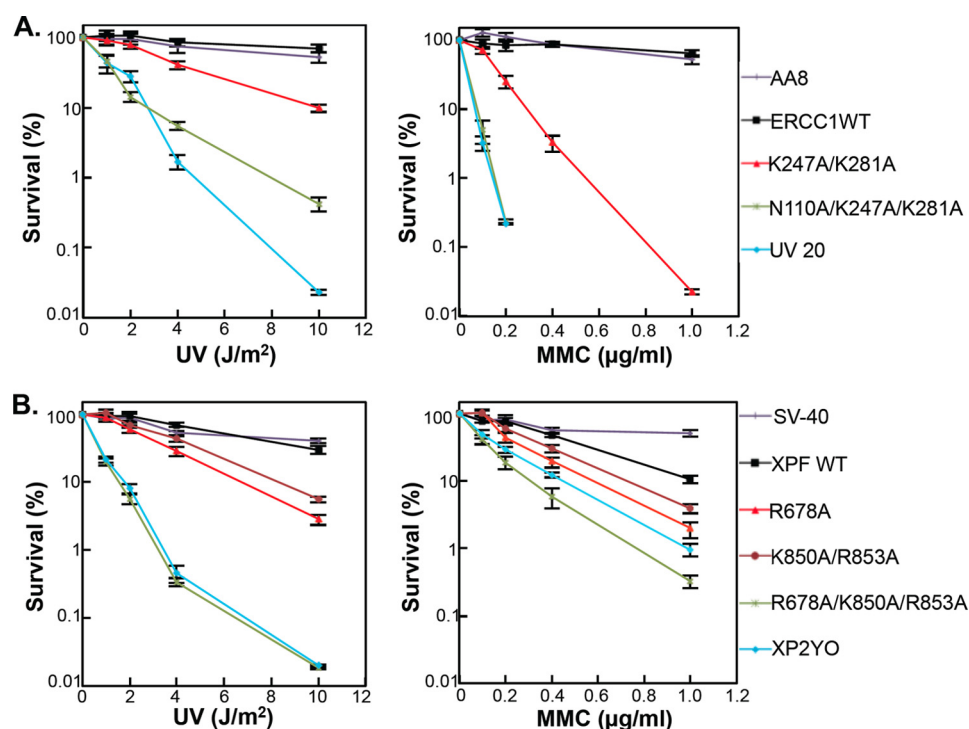 A.
Survival (%)
100
10
1
0.1
0.01
0 2 4 6 8 10 12
UV (J/m²)
Survival (%)
100
10
1
0.1
0.01
0 0.2 0.4 0.6 0.8 1.0 1.2
MMC (µg/ml)
AA8
ERCC1WT
K247A/K281A
N110A/K247A/K281A
UV 20
B.
Survival (%)
100
10
1
0.1
0.01
0 2 4 6 8 10 12
UV (J/m²)
Survival (%)
100
10
1
0.1
0.01
0 0.2 0.4 0.6 0.8 1.0 1.2
MMC (µg/ml)
SV-40
XPF WT
R678A
K850A/R853A
R678A/K850A/R853A
XP2YO